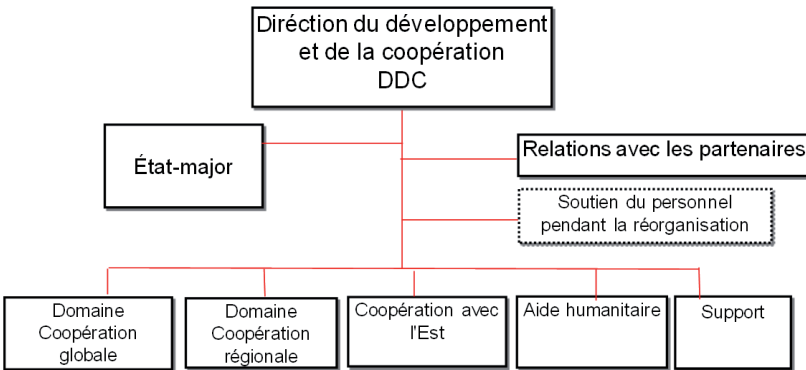 Diréction du développement
et de la coopération
DDC
État-major
Relations avec les partenaires
Soutien du personnel
pendant la réorganisation
Domaine
Coopération
globale
Domaine
Coopération
régionale
Coopération avec
l'Est
Aide humanitaire
Support